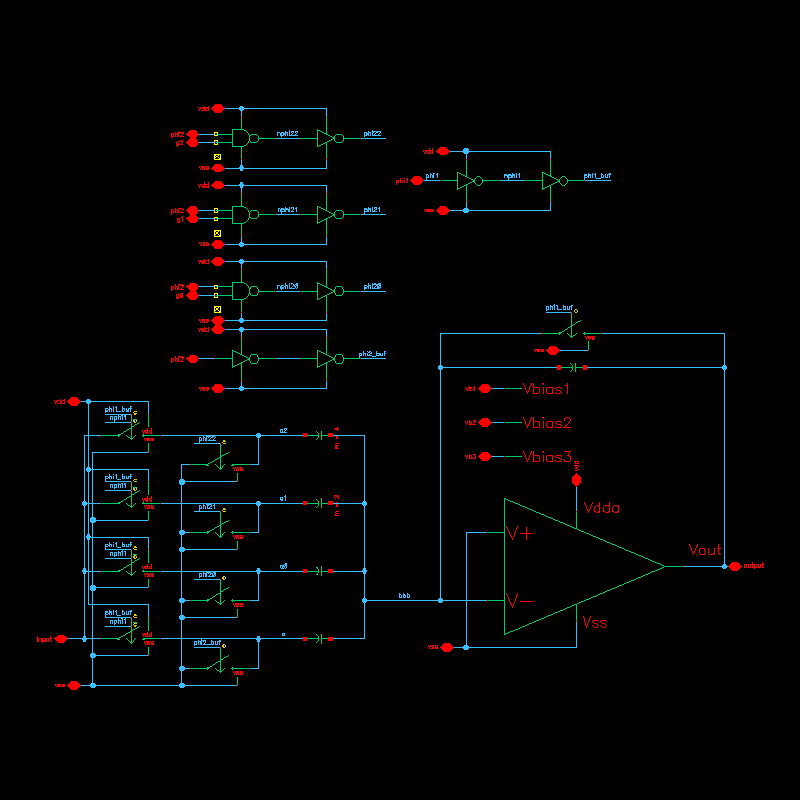 vdd
phi2 nphi22 phi22
g2
vss
vdd
phi2 nphi21 phi21
g1
vss
vdd
phi2 nphi20 phi20
g0
vss
vdd
phi2 phi2_buf
vss
vdd
phi1 phi1 nphi1 phi1_buf
vss
phi1_buf
vss
vss
vb1 Vbias1
vb2 Vbias2
vb3 Vbias3
vdd
Vdda
V+
V-
Vss
Vout
output
vss
bbb
vdd
phi1_buf
nphi1
vdd
vss
phi22
vss
a2
m 4
phi1_buf
nphi1
vdd
vss
phi21
vss
a1
m 2
phi1_buf
nphi1
vdd
vss
phi20
vss
a0
phi1_buf
nphi1
vdd
vss
input
phi2_buf
vss
a
vss